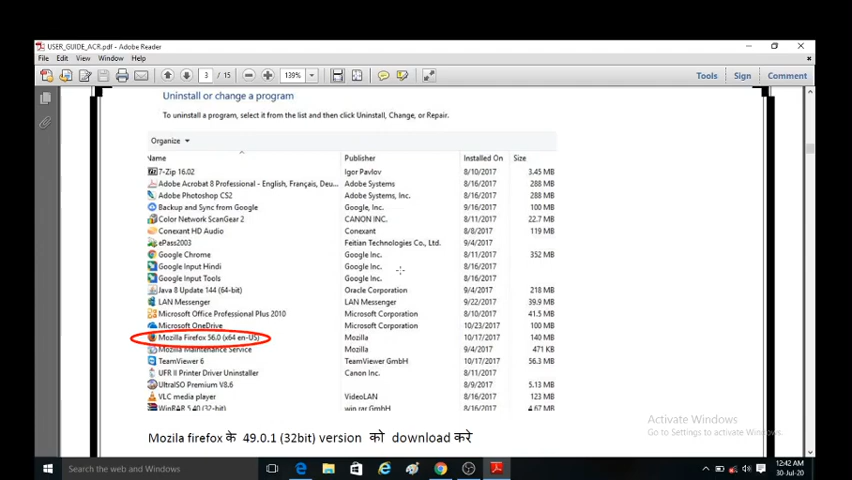 USER_GUIDE_ACR.pdf - Adobe Reader
File Edit View Window Help
3 / 15 139% Tools Sign Comment
Uninstall or change a program
To uninstall a program, select it from the list and then click Uninstall, Change, or Repair.
Organize
Name Publisher Installed On Size
7-Zip 16.02 Igor Pavlov 8/10/2017 3.45 MB
Adobe Acrobat 8 Professional - English, Français, Deu... Adobe Systems 8/16/2017 288 MB
Adobe Photoshop CS2 Adobe Systems, Inc. 8/16/2017 288 MB
Backup and Sync from Google Google, Inc. 9/16/2017 100 MB
Color Network ScanGear 2 CANON INC. 8/11/2017 22.7 MB
Conexant HD Audio Conexant 8/8/2017 119 MB
ePass2003 Feitian Technologies Co., Ltd. 9/4/2017
Google Chrome Google Inc. 8/11/2017 352 MB
Google Input Hindi Google Inc. 8/16/2017
Google Input Tools Google Inc. 8/16/2017
Java 8 Update 144 (64-bit) Oracle Corporation 9/4/2017 218 MB
LAN Messenger LAN Messenger 9/22/2017 39.9 MB
Microsoft Office Professional Plus 2010 Microsoft Corporation 8/10/2017 41.5 MB
Microsoft OneDrive Microsoft Corporation 10/23/2017 100 MB
Mozilla Firefox 56.0 (x64 en-US) Mozilla 10/17/2017 140 MB
Mozilla Maintenance Service Mozilla 9/4/2017 471 KB
TeamViewer 6 TeamViewer GmbH 10/17/2017 56.3 MB
UFR II Printer Driver Uninstaller Canon Inc. 8/11/2017
UltraISO Premium V8.6 8/9/2017 5.13 MB
VLC media player VideoLAN 8/16/2017 123 MB
WinRAR 5.40 (32-bit) win.rar GmbH 8/9/2017 4.67 MB
Mozila firefox के 49.0.1 (32bit) version को download करे
Activate Windows
Go to Settings to activate Windows.
Search the web and Windows
12:42 AM
30-Jul-20